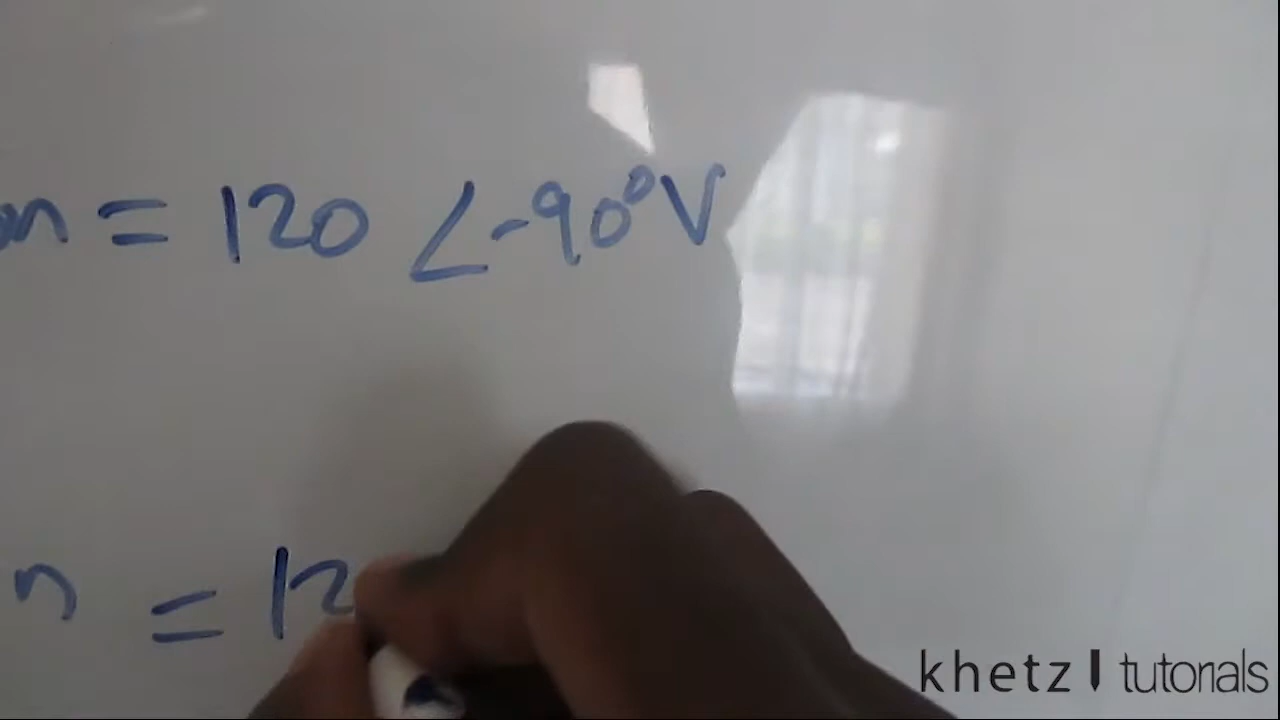 n = 120 ∠-90°V
n = 12
khetz | tutorials